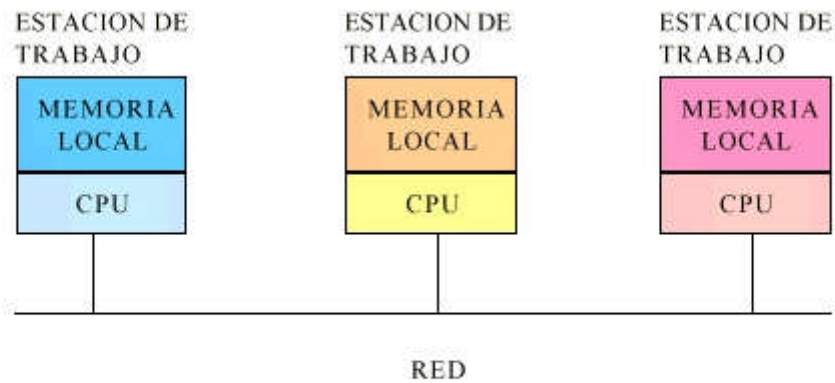 ESTACION DE
TRABAJO
MEMORIA
LOCAL
CPU
ESTACION DE
TRABAJO
MEMORIA
LOCAL
CPU
ESTACION DE
TRABAJO
MEMORIA
LOCAL
CPU
RED